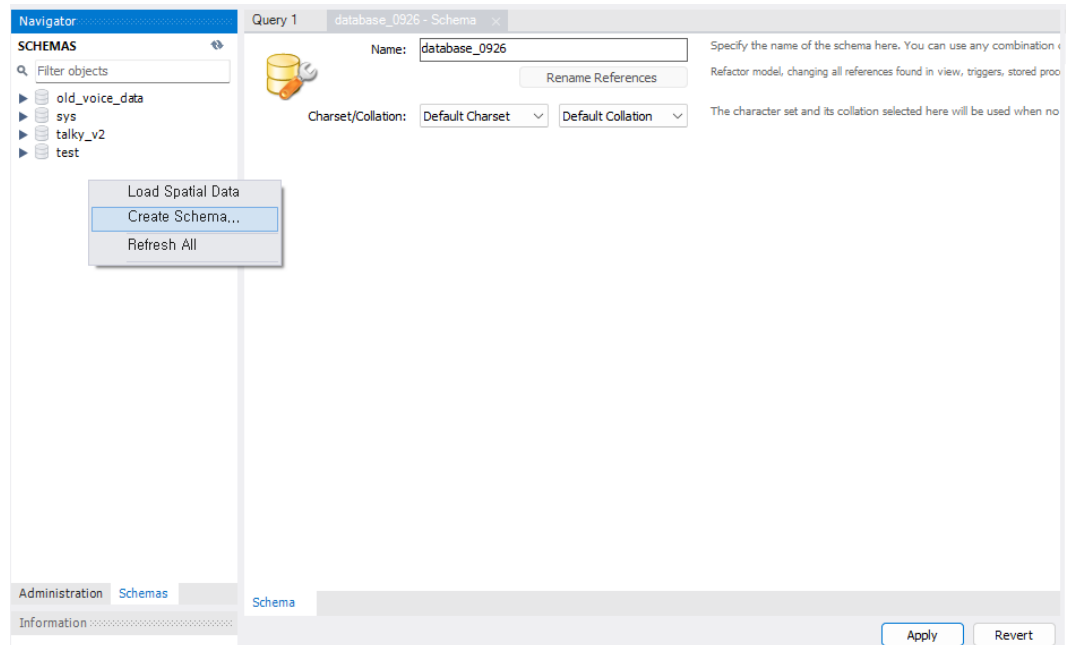 Navigator
SCHEMAS
Filter objects
old_voice_data
sys
talky_v2
test
Load Spatial Data
Create Schema...
Refresh All
Administration Schemas
Information
Query 1 database_0926 - Schema
Name: database_0926 Specify the name of the schema here. You can use any combination
Rename References Refactor model, changing all references found in view, triggers, stored
Charset/Collation: Default Charset Default Collation The character set and its collation selected here will be used when no
Schema
Apply Revert